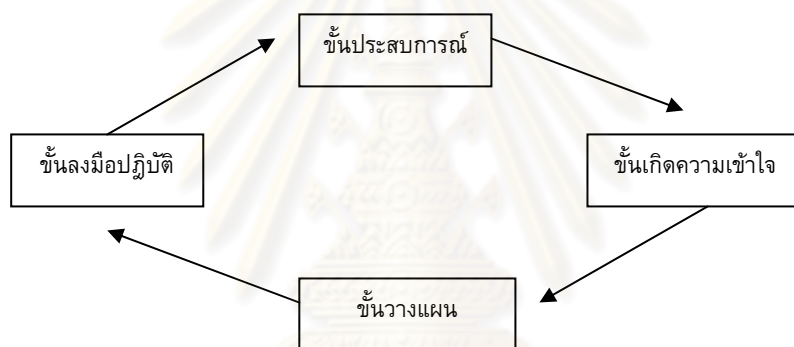 ขั้นประสบการณ์
ขั้นลงมือปฎิบัติ
ขั้นเกิดความเข้าใจ
ขั้นวางแผน